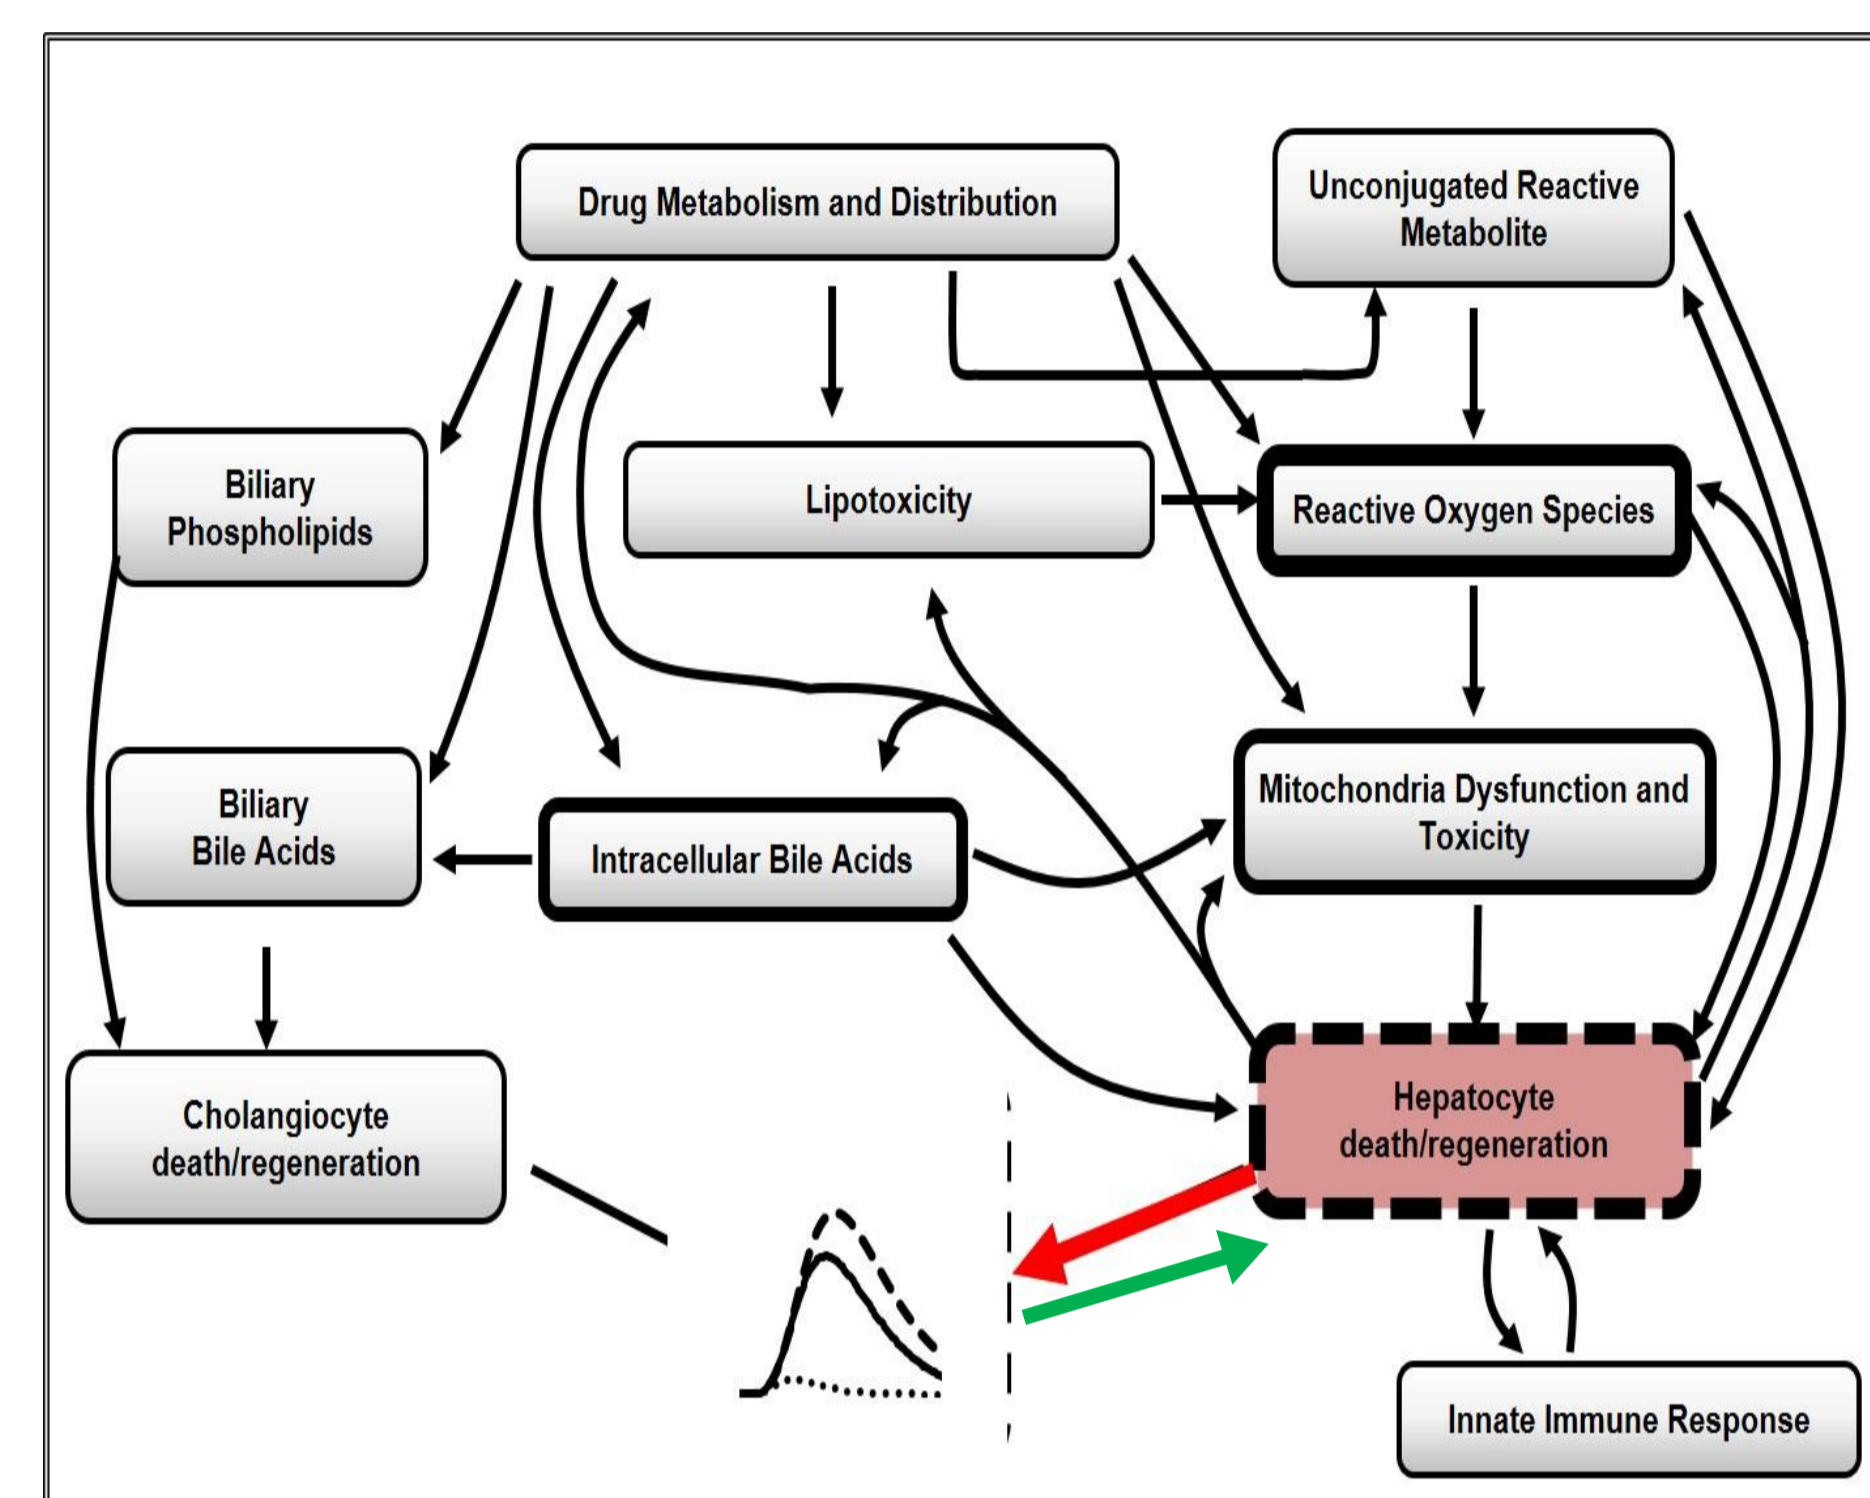 Drug Metabolism and Distribution
Unconjugated Reactive
Metabolite
Biliary
Phospholipids
Lipotoxicity
Reactive Oxygen Species
Biliary
Bile Acids
Intracellular Bile Acids
Mitochondria Dysfunction and
Toxicity
Cholangiocyte
death/regeneration
Hepatocyte
death/regeneration
Innate Immune Response